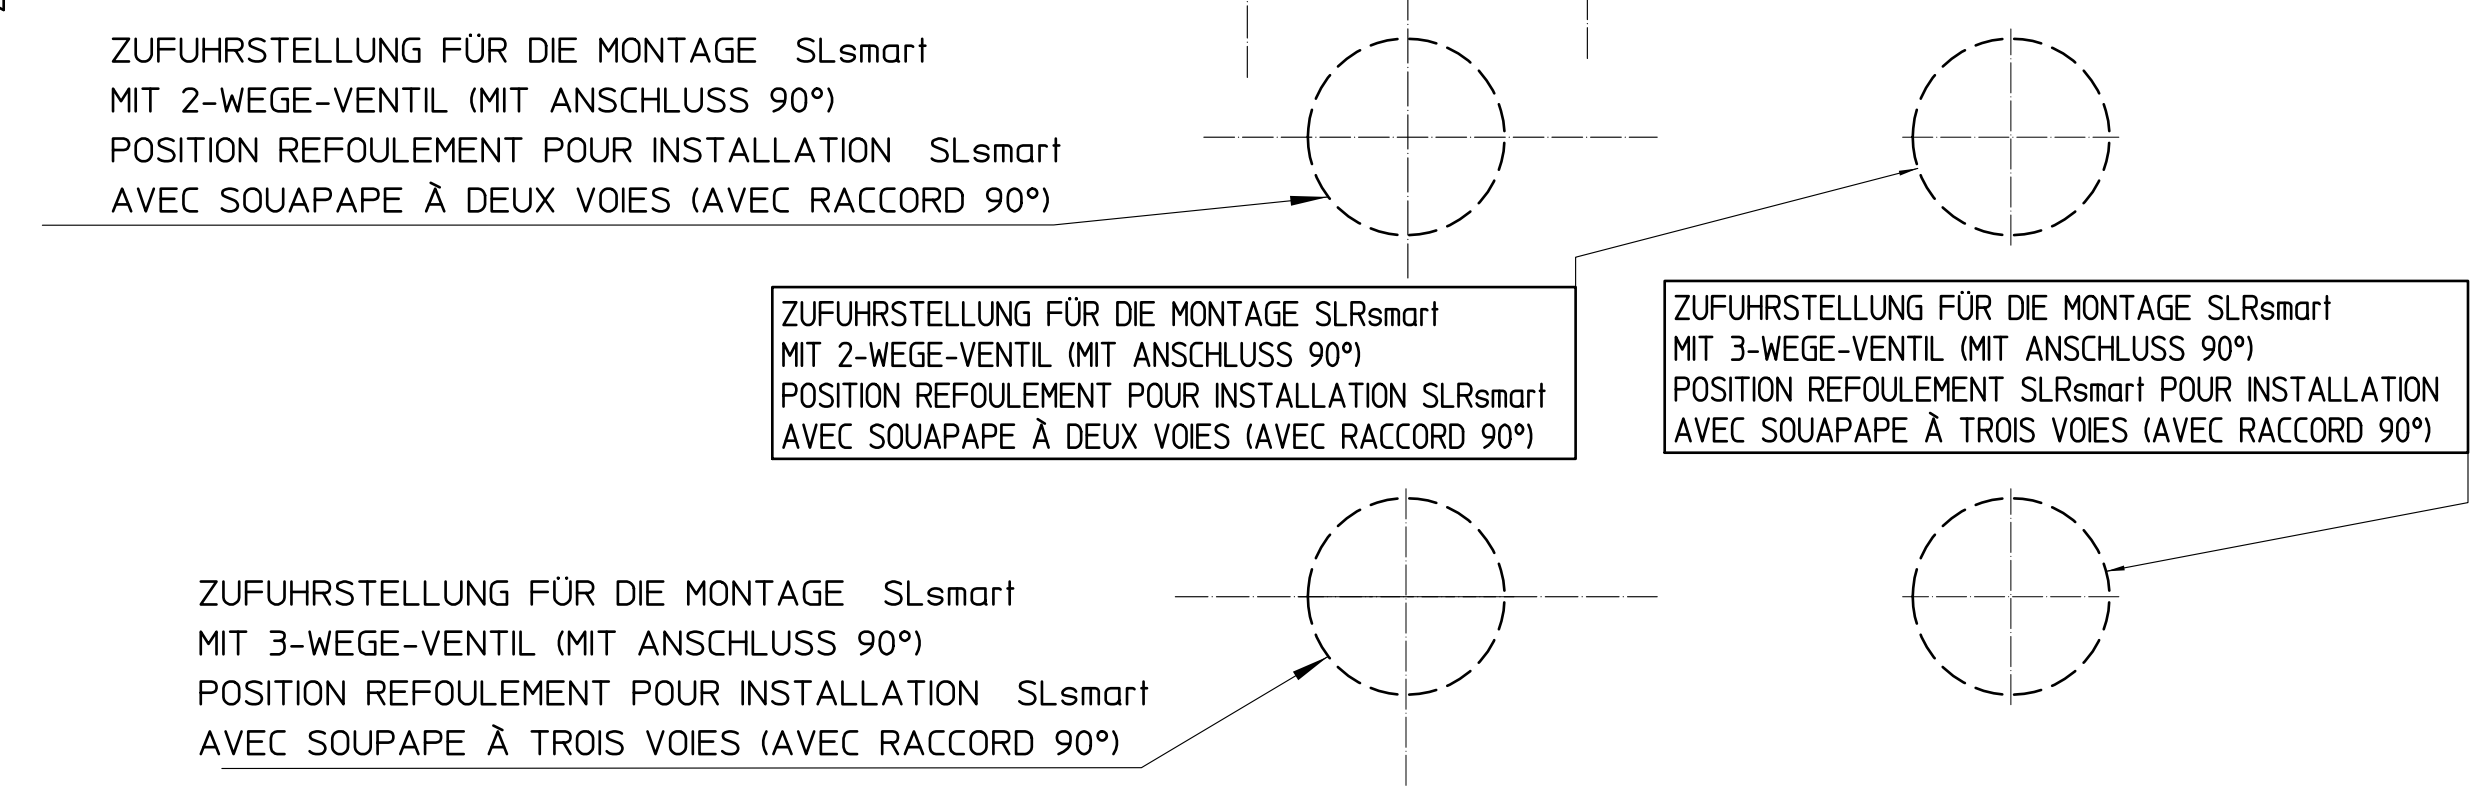 ZUFUHRSTELLUNG FÜR DIE MONTAGE SLsmart
MIT 2-WEGE-VENTIL (MIT ANSCHLUSS 90°)
POSITION REFOULEMENT POUR INSTALLATION SLsmart
AVEC SOUAPAPE À DEUX VOIES (AVEC RACCORD 90°)
ZUFUHRSTELLUNG FÜR DIE MONTAGE SLRsmart
MIT 2-WEGE-VENTIL (MIT ANSCHLUSS 90°)
POSITION REFOULEMENT POUR INSTALLATION SLRsmart
AVEC SOUAPAPE À DEUX VOIES (AVEC RACCORD 90°)
ZUFUHRSTELLUNG FÜR DIE MONTAGE SLRsmart
MIT 3-WEGE-VENTIL (MIT ANSCHLUSS 90°)
POSITION REFOULEMENT SLRsmart POUR INSTALLATION
AVEC SOUAPAPE À TROIS VOIES (AVEC RACCORD 90°)
ZUFUHRSTELLUNG FÜR DIE MONTAGE SLsmart
MIT 3-WEGE-VENTIL (MIT ANSCHLUSS 90°)
POSITION REFOULEMENT POUR INSTALLATION SLsmart
AVEC SOUPAPE À TROIS VOIES (AVEC RACCORD 90°)